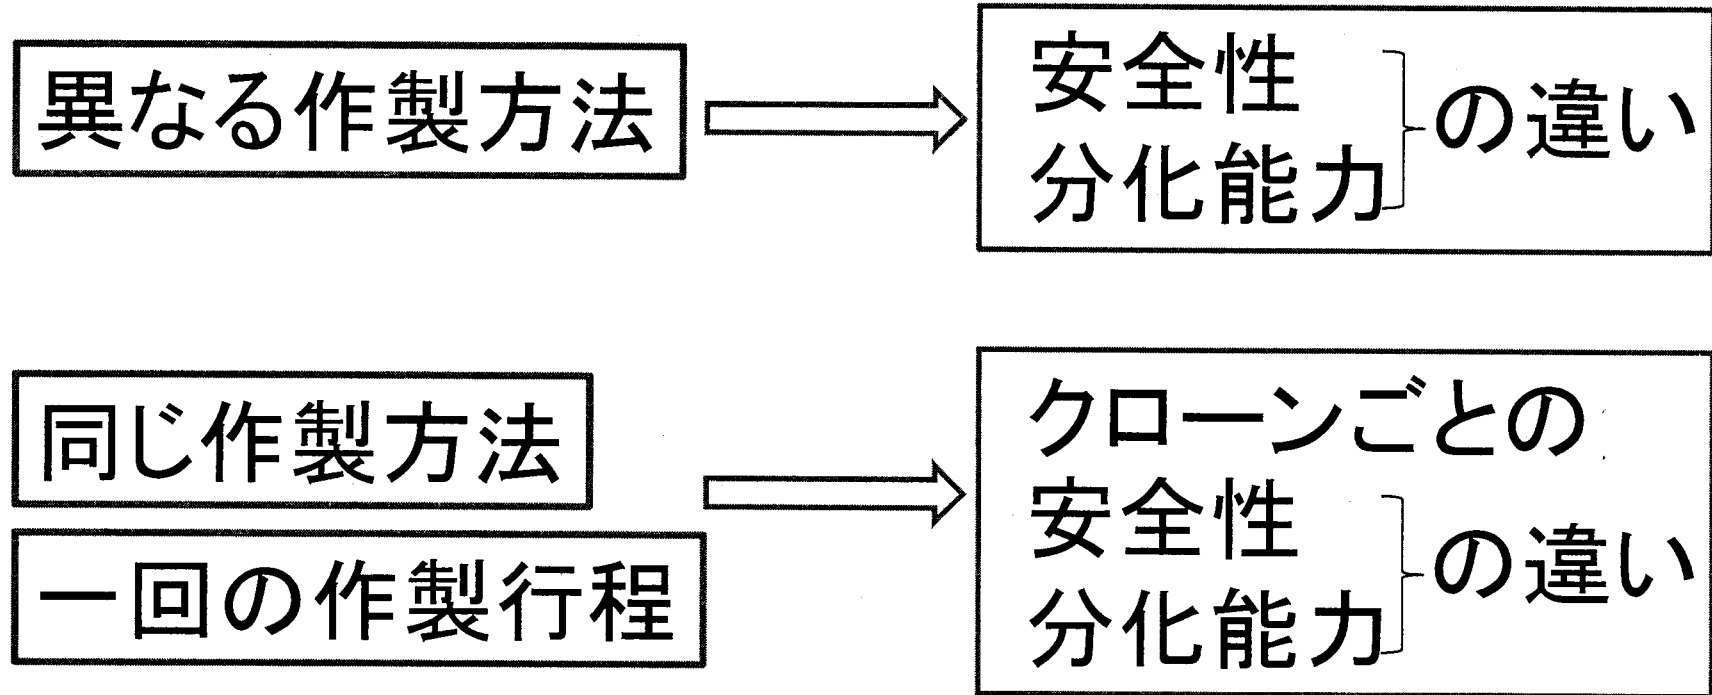 異なる作製方法
安全性
分化能力
の違い
同じ作製方法
一回の作製行程
クローンごとの
安全性
分化能力
の違い